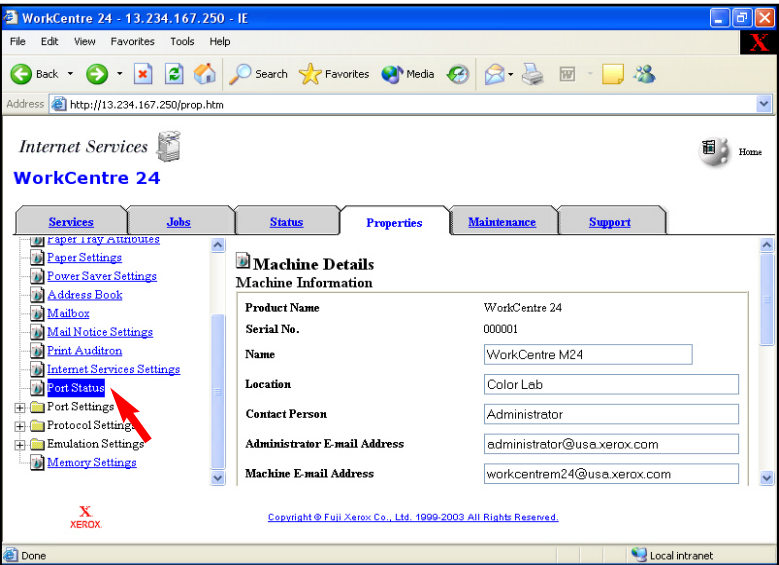 WorkCentre 24 - 13.234.167.250 - IE
File Edit View Favorites Tools Help
X
Back Search Favorites Media
Address http://13.234.167.250/prop.htm
Internet Services
Home
WorkCentre 24
Services Jobs Status Properties Maintenance Support
Paper Tray Attributes
Paper Settings
Power Saver Settings
Address Book
Mailbox
Mail Notice Settings
Print Auditron
Internet Services Settings
Port Status
Port Settings
Protocol Settings
Emulation Settings
Memory Settings
Machine Details
Machine Information
Product Name WorkCentre 24
Serial No. 000001
Name WorkCentre M24
Location Color Lab
Contact Person Administrator
Administrator E-mail Address administrator@usa.xerox.com
Machine E-mail Address workcentrem24@usa.xerox.com
X
XEROX.
Copyright © Fuji Xerox Co., Ltd. 1999-2003 All Rights Reserved.
Done Local intranet